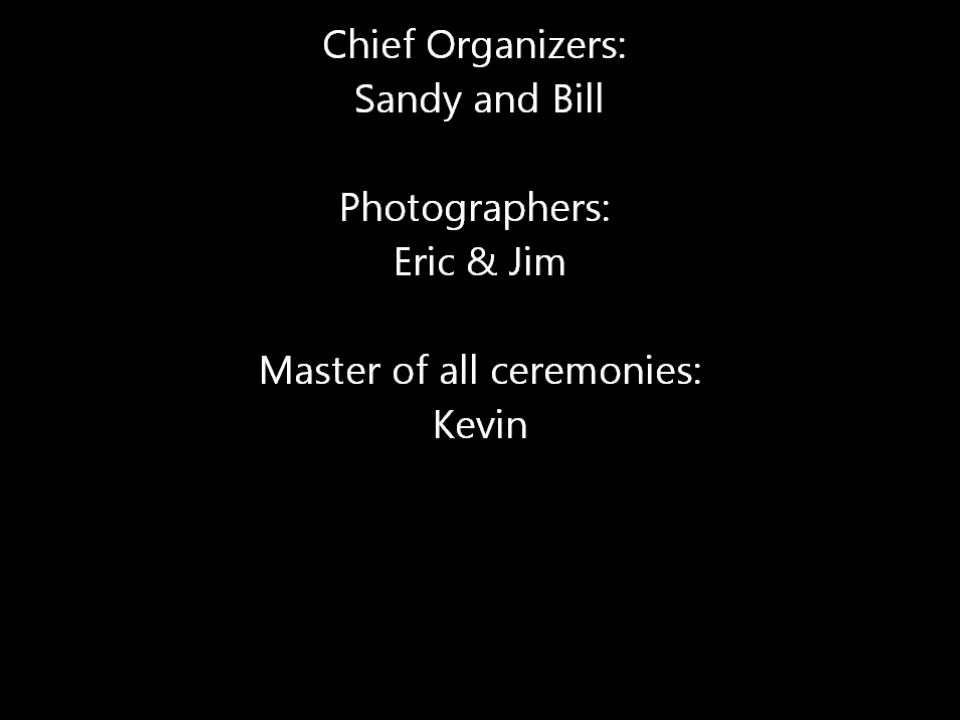 Chief Organizers:
Sandy and Bill
Photographers:
Eric & Jim
Master of all ceremonies:
Kevin